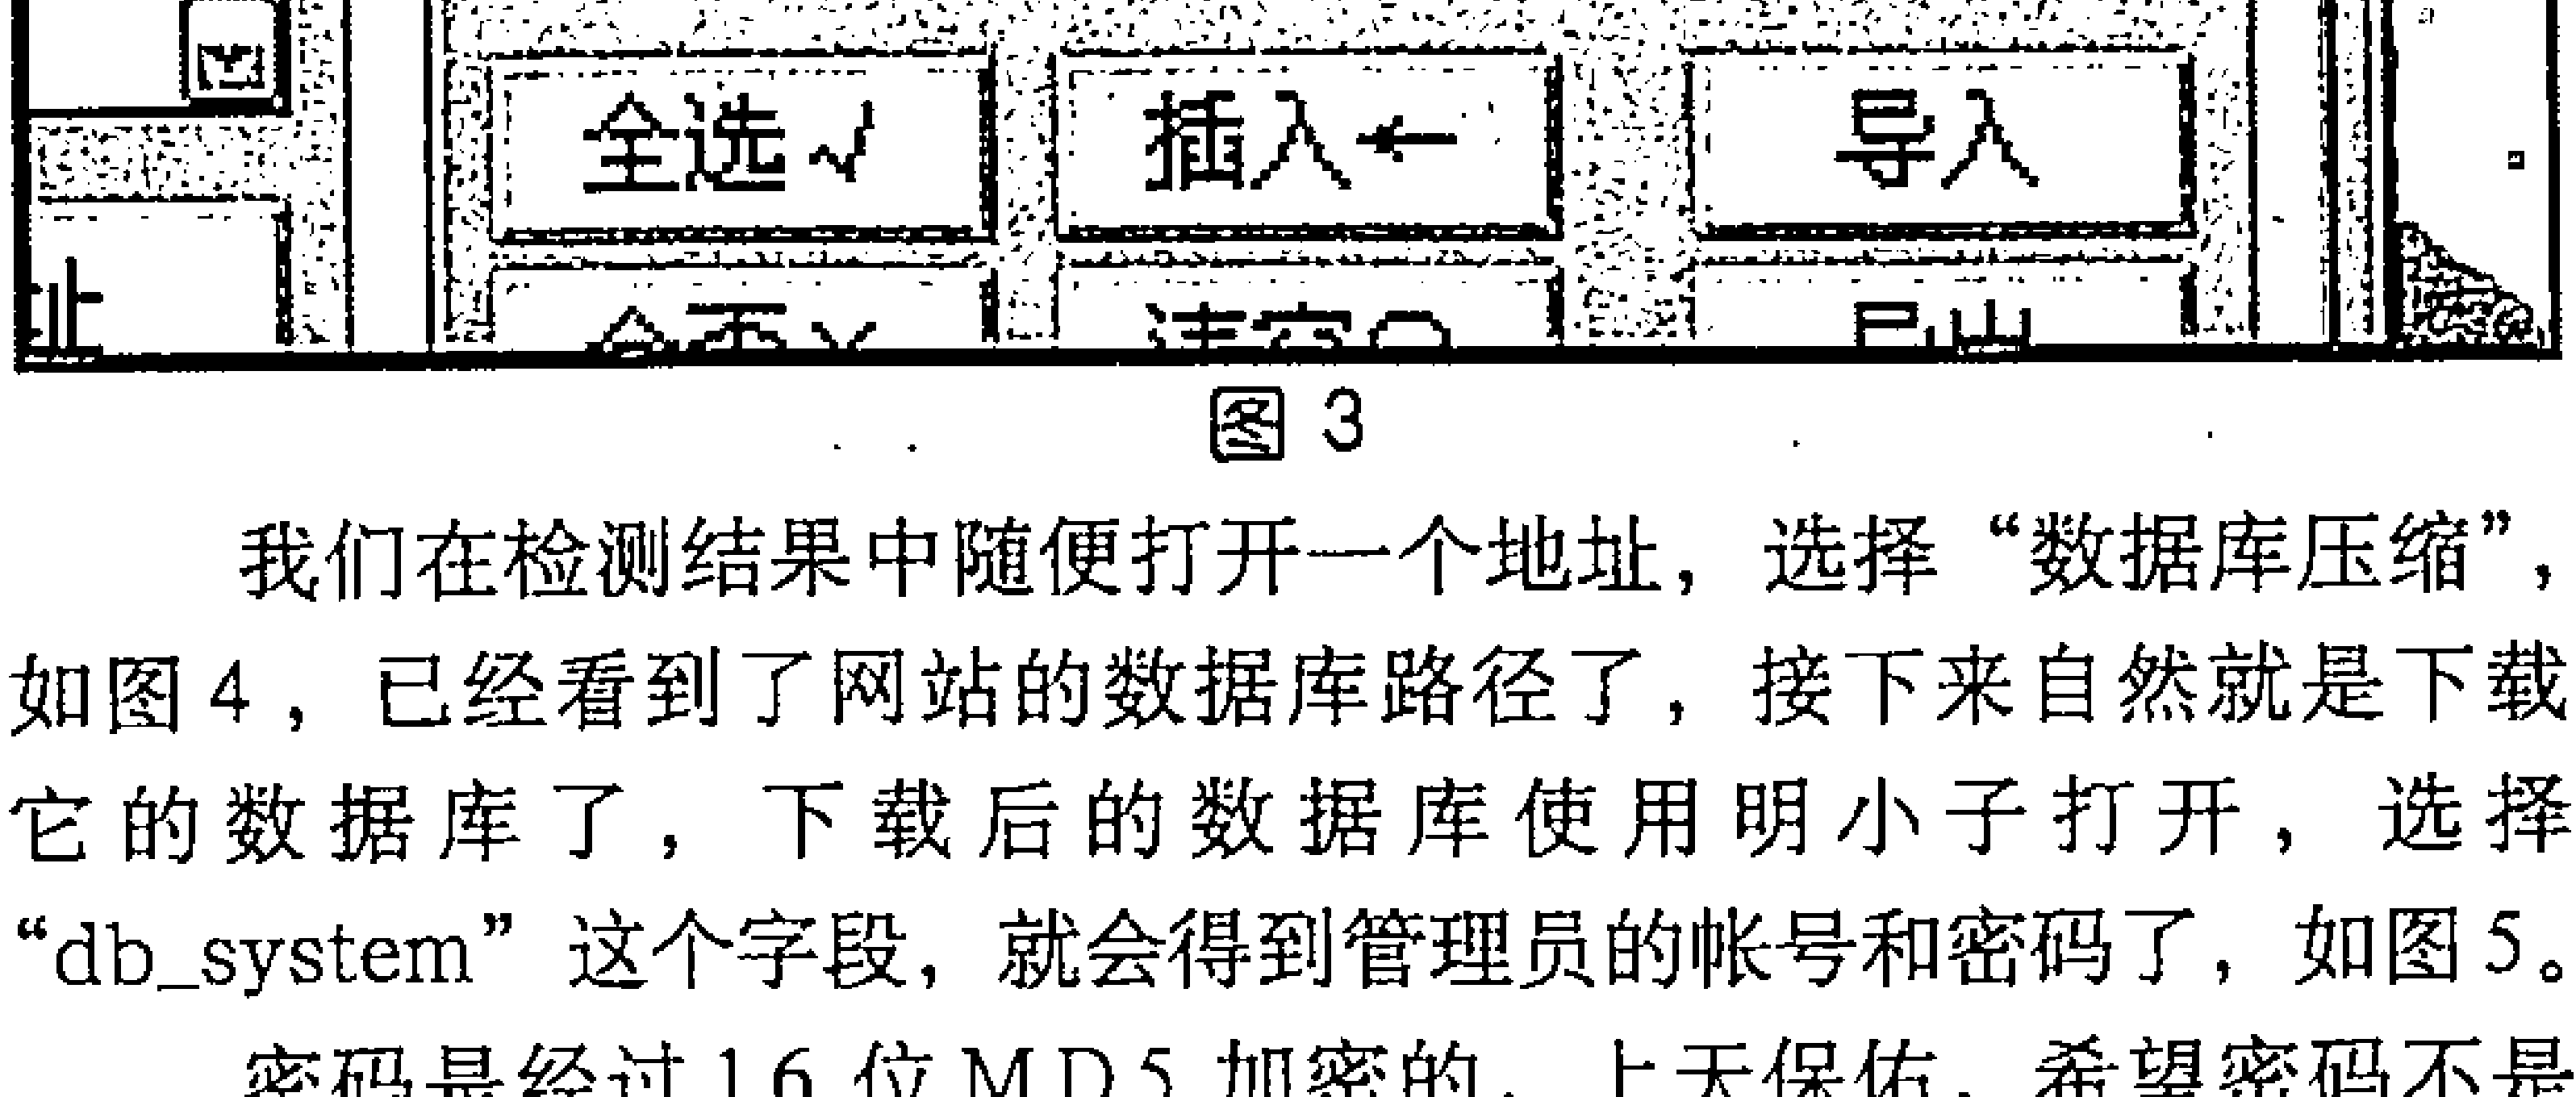 全选√ 插入← 导入
址
图 3
我们在检测结果中随便打开一个地址，选择“数据库压缩”，
如图4，已经看到了网站的数据库路径了，接下来自然就是下载
它的数据库了，下载后的数据库使用明小子打开，选择
“db_system”这个字段，就会得到管理员的帐号和密码了，如图5。
密码是经过16位MD5加密的，上天保佑，希望密码不是